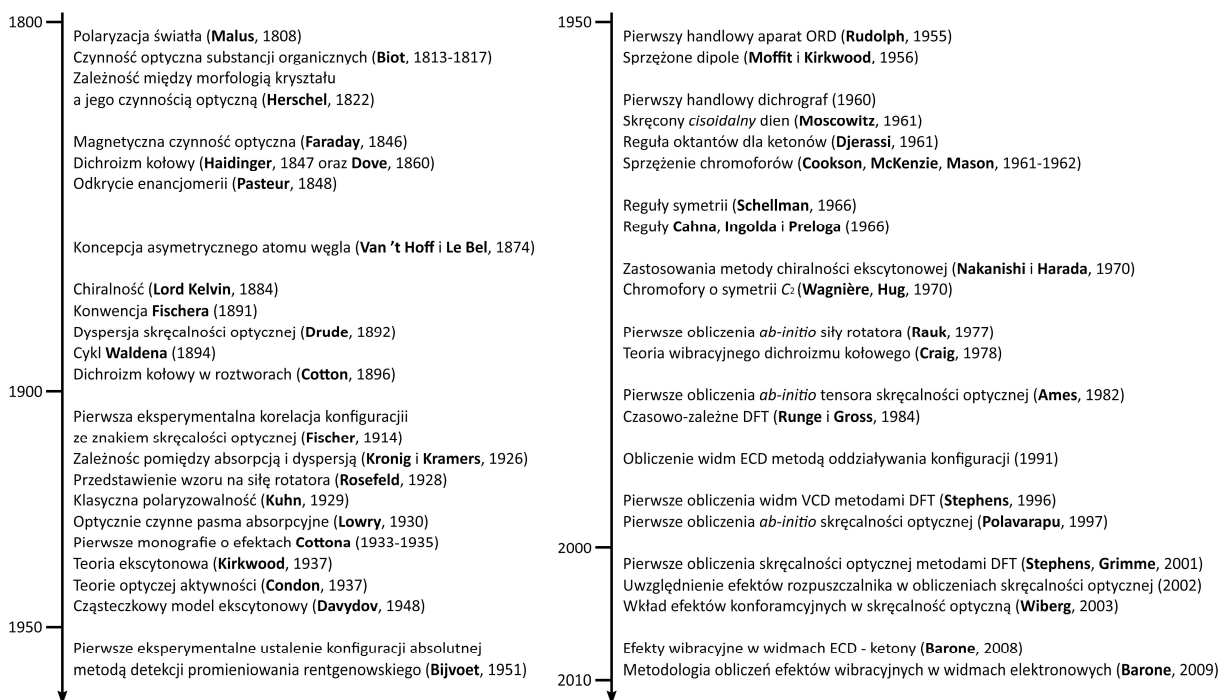 1800
Polaryzacja światła (Malus, 1808)
Czynność optyczna substancji organicznych (Biot, 1813-1817)
Zależność między morfologią kryształu
a jego czynnością optyczną (Herschel, 1822)
Magnetyczna czynność optyczna (Faraday, 1846)
Dichroizm kołowy (Haidinger, 1847 oraz Dove, 1860)
Odkrycie enancjomerii (Pasteur, 1848)
Koncepcja asymetrycznego atomu węgla (Van 't Hoff i Le Bel, 1874)
Chiralność (Lord Kelvin, 1884)
Konwencja Fischera (1891)
Dyspersja skręcalności optycznej (Drude, 1892)
Cykl Waldena (1894)
Dichroizm kołowy w roztworach (Cotton, 1896)
1900
Pierwsza eksperymentalna korelacja konfiguracjii
ze znakiem skręcalości optycznej (Fischer, 1914)
Zależnośc pomiędzy absorpcją i dyspersją (Kronig i Kramers, 1926)
Przedstawienie wzoru na siłę rotatora (Rosefeld, 1928)
Klasyczna polaryzowalność (Kuhn, 1929)
Optycznie czynne pasma absorpcyjne (Lowry, 1930)
Pierwsze monografie o efektach Cottona (1933-1935)
Teoria ekscytonowa (Kirkwood, 1937)
Teorie optyczej aktywności (Condon, 1937)
Cząsteczkowy model ekscytonowy (Davydov, 1948)
1950
Pierwsze eksperymentalne ustalenie konfiguracji absolutnej
metodą detekcji promieniowania rentgenowskiego (Bijvoet, 1951)
1950
Pierwszy handlowy aparat ORD (Rudolph, 1955)
Sprzężone dipole (Moffit i Kirkwood, 1956)
Pierwszy handlowy dichrograf (1960)
Skręcony cisoidalny dien (Moscowitz, 1961)
Reguła oktantów dla ketonów (Djerassi, 1961)
Sprzężenie chromoforów (Cookson, McKenzie, Mason, 1961-1962)
Reguły symetrii (Schellman, 1966)
Reguły Cahna, Ingolda i Preloga (1966)
Zastosowania metody chiralności ekscytonowej (Nakanishi i Harada, 1970)
Chromofory o symetrii C2 (Wagnière, Hug, 1970)
Pierwsze obliczenia ab-initio siły rotatora (Rauk, 1977)
Teoria wibracyjnego dichroizmu kołowego (Craig, 1978)
Pierwsze obliczenia ab-initio tensora skręcalności optycznej (Ames, 1982)
Czasowo-zależne DFT (Runge i Gross, 1984)
Obliczenie widm ECD metodą oddziaływania konfiguracji (1991)
Pierwsze obliczenia widm VCD metodami DFT (Stephens, 1996)
Pierwsze obliczenia ab-initio skręcalności optycznej (Polavarapu, 1997)
2000
Pierwsze obliczenia skręcalności optycznej metodami DFT (Stephens, Grimme, 2001)
Uwzględnienie efektów rozpuszczalnika w obliczeniach skręcalności optycznej (2002)
Wkład efektów konforamcyjnych w skręcalność optyczną (Wiberg, 2003)
Efekty wibracyjne w widmach ECD - ketony (Barone, 2008)
Metodologia obliczeń efektów wibracyjnych w widmach elektronowych (Barone, 2009)
2010